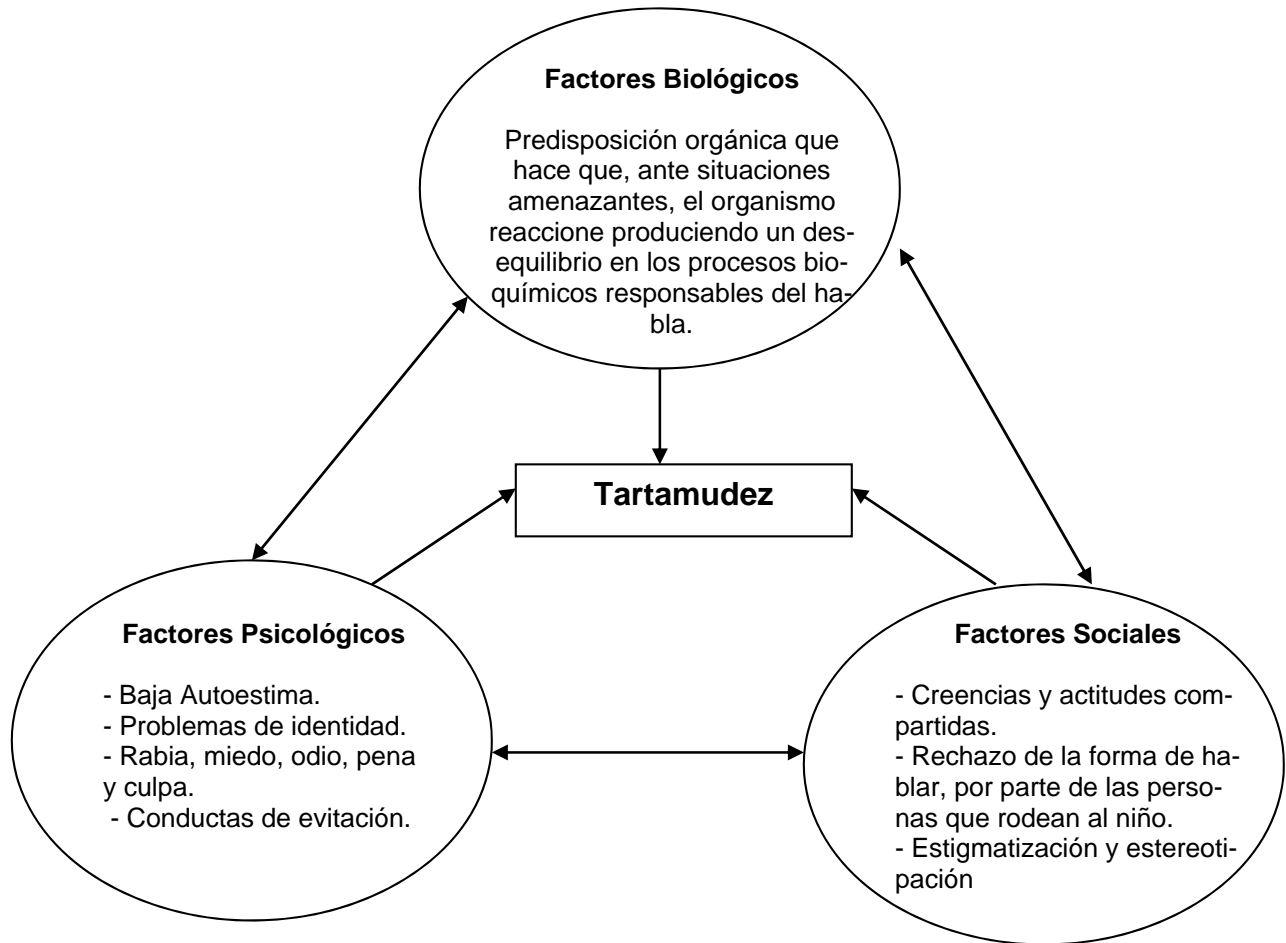 Factores Biológicos
Predisposición orgánica que
hace que, ante situaciones
amenazantes, el organismo
reaccione produciendo un des-
equilibrio en los procesos bio-
químicos responsables del ha-
bla.
Tartamudez
Factores Psicológicos
- Baja Autoestima.
- Problemas de identidad.
- Rabia, miedo, odio, pena
y culpa.
- Conductas de evitación.
Factores Sociales
- Creencias y actitudes com-
partidas.
- Rechazo de la forma de ha-
blar, por parte de las perso-
nas que rodean al niño.
- Estigmatización y estereoti-
pación